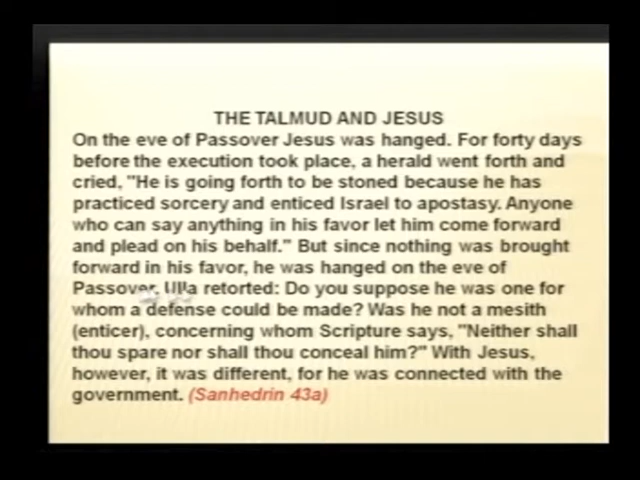 THE TALMUD AND JESUS
On the eve of Passover Jesus was hanged. For forty days
before the execution took place, a herald went forth and
cried, "He is going forth to be stoned because he has
practiced sorcery and enticed Israel to apostasy. Anyone
who can say anything in his favor let him come forward
and plead on his behalf." But since nothing was brought
forward in his favor, he was hanged on the eve of
Passover. Ulla retorted: Do you suppose he was one for
whom a defense could be made? Was he not a mesith
(enticer), concerning whom Scripture says, "Neither shall
thou spare nor shall thou conceal him?" With Jesus,
however, it was different, for he was connected with the
government. (Sanhedrin 43a)